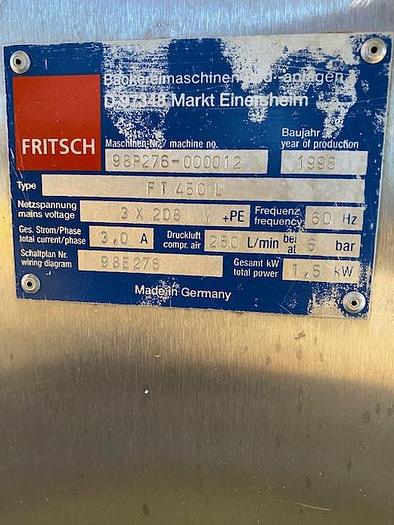 FRITSCH
Bäckereimaschinen und -anlagen
D-97348 Markt Einersheim
Maschinen-Nr./ machine no.
98P276-000012
Baujahr
year of production
1998
Type
FT 450 L
Netzspannung
mains voltage
3 X 208 V +PE
Frequenz
frequency
60 Hz
Ges. Strom/Phase
total current/phase
3,0 A
Druckluft
compr. air
250 L/min
bei
at
6 bar
Schaltplan Nr.
wiring diagram
98E276
Gesamt kW
total power
1,5 kW
Made in Germany